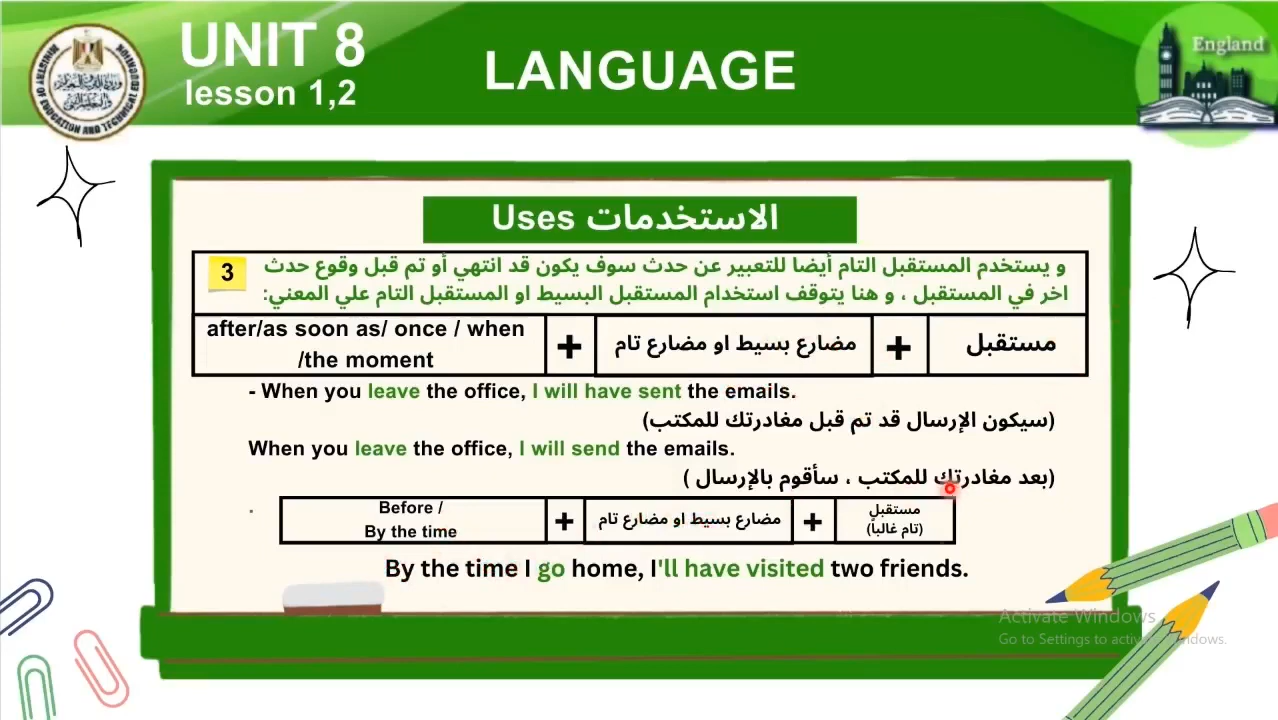 UNIT 8
lesson 1,2
LANGUAGE
England
MINISTRY OF EDUCATION AND TECHNICAL EDUCATION
الاستخدمات Uses
3
و يستخدم المستقبل التام أيضا للتعبير عن حدث سوف يكون قد انتهي أو تم قبل وقوع حدث
اخر في المستقبل ، و هنا يتوقف استخدام المستقبل البسيط او المستقبل التام علي المعني:
after/as soon as/ once / when
/the moment
+
مضارع بسيط او مضارع تام
+
مستقبل
- When you leave the office, I will have sent the emails.
(سيكون الإرسال قد تم قبل مغادرتك للمكتب)
When you leave the office, I will send the emails.
(بعد مغادرتك للمكتب ، سأقوم بالإرسال )
Before /
By the time
+
مضارع بسيط او مضارع تام
+
مستقبل
(تام غالبا)
By the time I go home, I'll have visited two friends.
Activate Windows
Go to Settings to activate Windows.